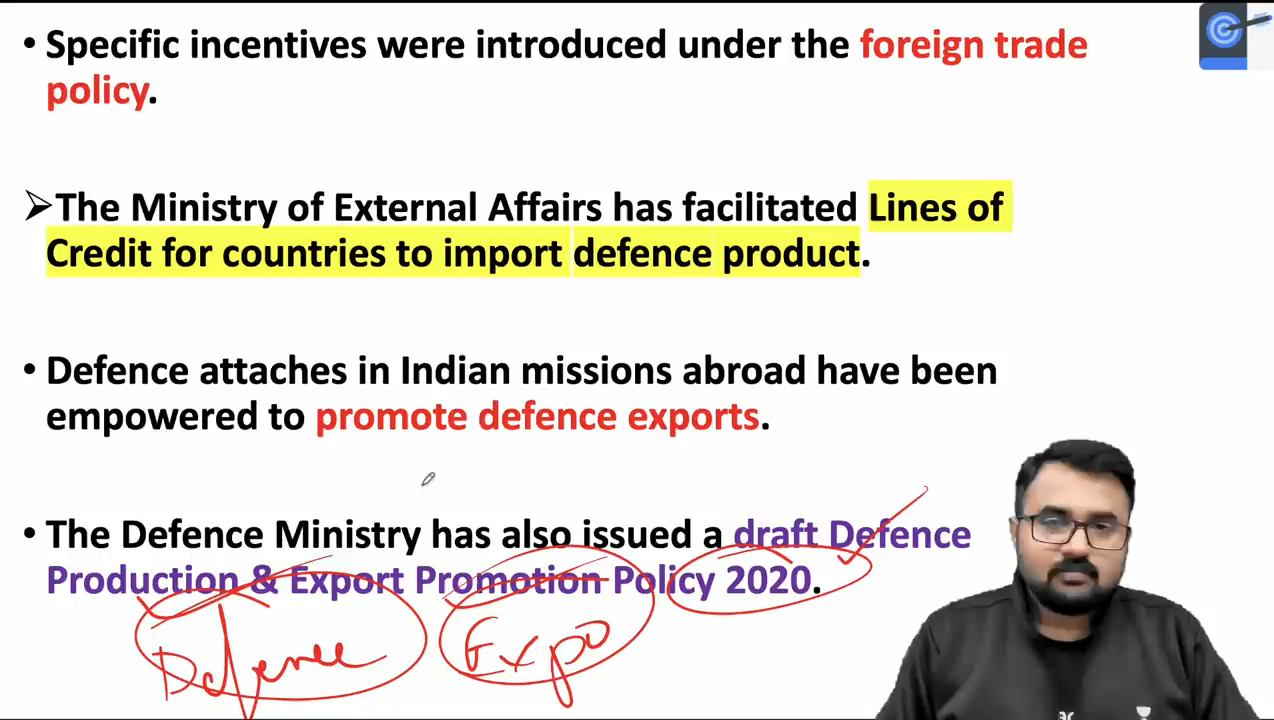 • Specific incentives were introduced under the foreign trade
policy.
➢The Ministry of External Affairs has facilitated Lines of
Credit for countries to import defence product.
• Defence attaches in Indian missions abroad have been
empowered to promote defence exports.
• The Defence Ministry has also issued a draft Defence
Production & Export Promotion Policy 2020.
Defence Expo